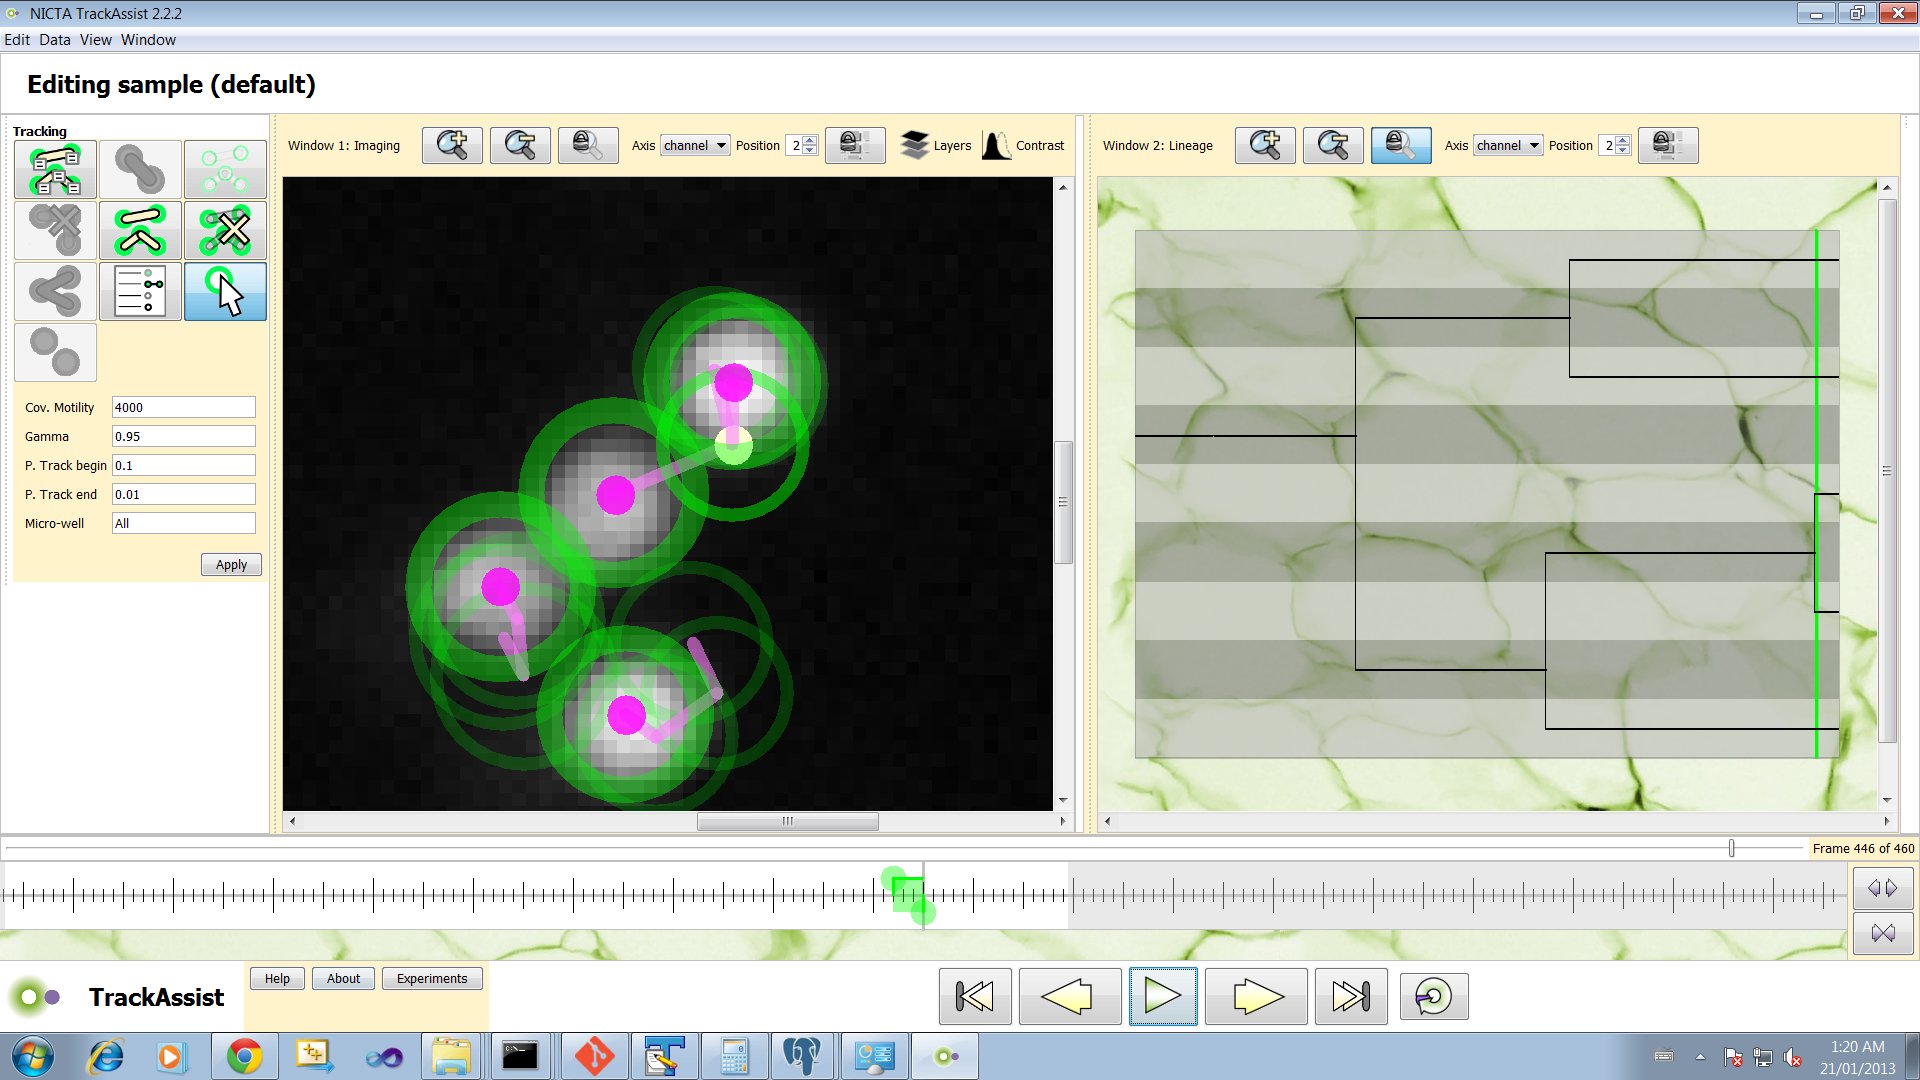 NICTA TrackAssist 2.2.2
Edit Data View Window
Editing sample (default)
Tracking
Window 1: Imaging
Axis channel Position 2
Layers
Contrast
Window 2: Lineage
Axis channel Position 2
Cov. Motility 4000
Gamma 0.95
P. Track begin 0.1
P. Track end 0.01
Micro-well All
Apply
Frame 446 of 460
TrackAssist
Help About Experiments
1:20 AM
21/01/2013